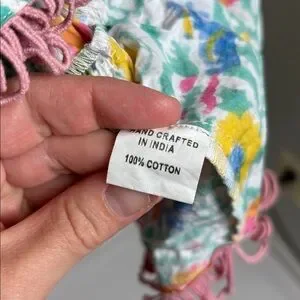 HAND CRAFTED
IN INDIA
100% COTTON